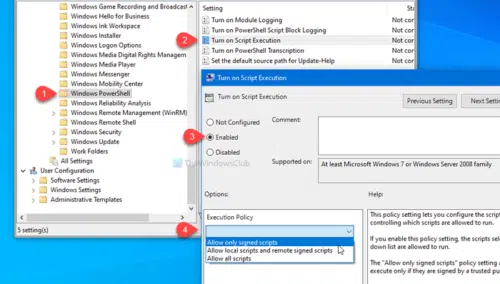 Windows Game Recording and Broadcast
Windows Hello for Business
Windows Ink Workspace
Windows Installer
Windows Logon Options
Windows Media Digital Rights Managem
Windows Media Player
Windows Messenger
Windows Mobility Center
1
Windows PowerShell
Windows Reliability Analysis
Windows Remote Management (WinRM)
Windows Remote Shell
Windows Security
Windows Update
Work Folders
All Settings
User Configuration
Software Settings
Windows Settings
Administrative Templates
5 setting(s)
Setting
Turn on Module Logging
Not con
Turn on PowerShell Script Block Logging
Not con
2
Turn on Script Execution
Not con
Turn on PowerShell Transcription
Not con
Set the default source path for Update-Help
Not con
Turn on Script Execution
Turn on Script Execution
Previous Setting
Next Settin
Not Configured
Comment:
3
Enabled
Disabled
TheWindowsClub
Supported on:
At least Microsoft Windows 7 or Windows Server 2008 family
Options:
Help:
Execution Policy
4
Allow only signed scripts
Allow local scripts and remote signed scripts
Allow all scripts
This policy setting lets you configure the scrip
controlling which scripts are allowed to run.
If you enable this policy setting, the scripts sele
down list are allowed to run.
The "Allow only signed scripts" policy setting a
execute only if they are signed by a trusted pu